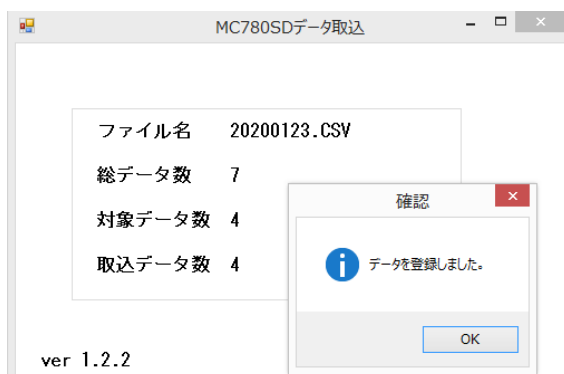 MC780SDデータ取込
ファイル名 20200123.CSV
総データ数 7
対象データ数 4
取込データ数 4
確認
データを登録しました。
OK
ver 1.2.2